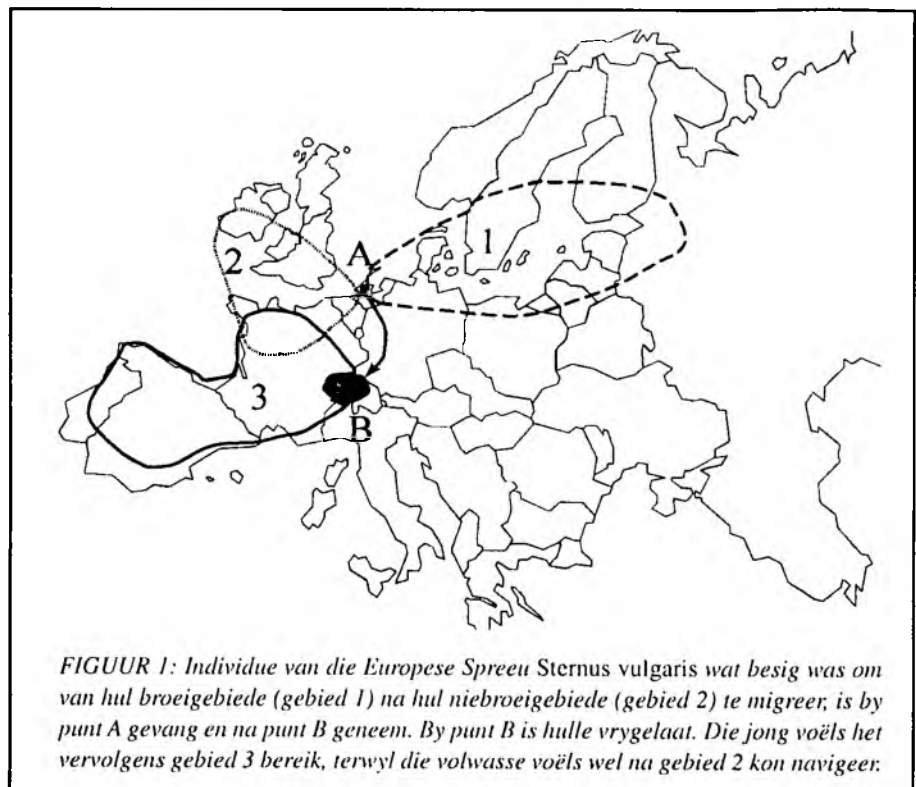 1
2
A
3
B
FIGUUR 1: Individue van die Europese Spreeu Sternus vulgaris wat besig was om
van hul broeigebiede (gebied 1) na hul niebroeigebiede (gebied 2) te migreer, is by
punt A gevang en na punt B geneem. By punt B is hulle vrygelaat. Die jong voëls het
vervolgens gebied 3 bereik, terwyl die volwasse voëls wel na gebied 2 kon navigeer.